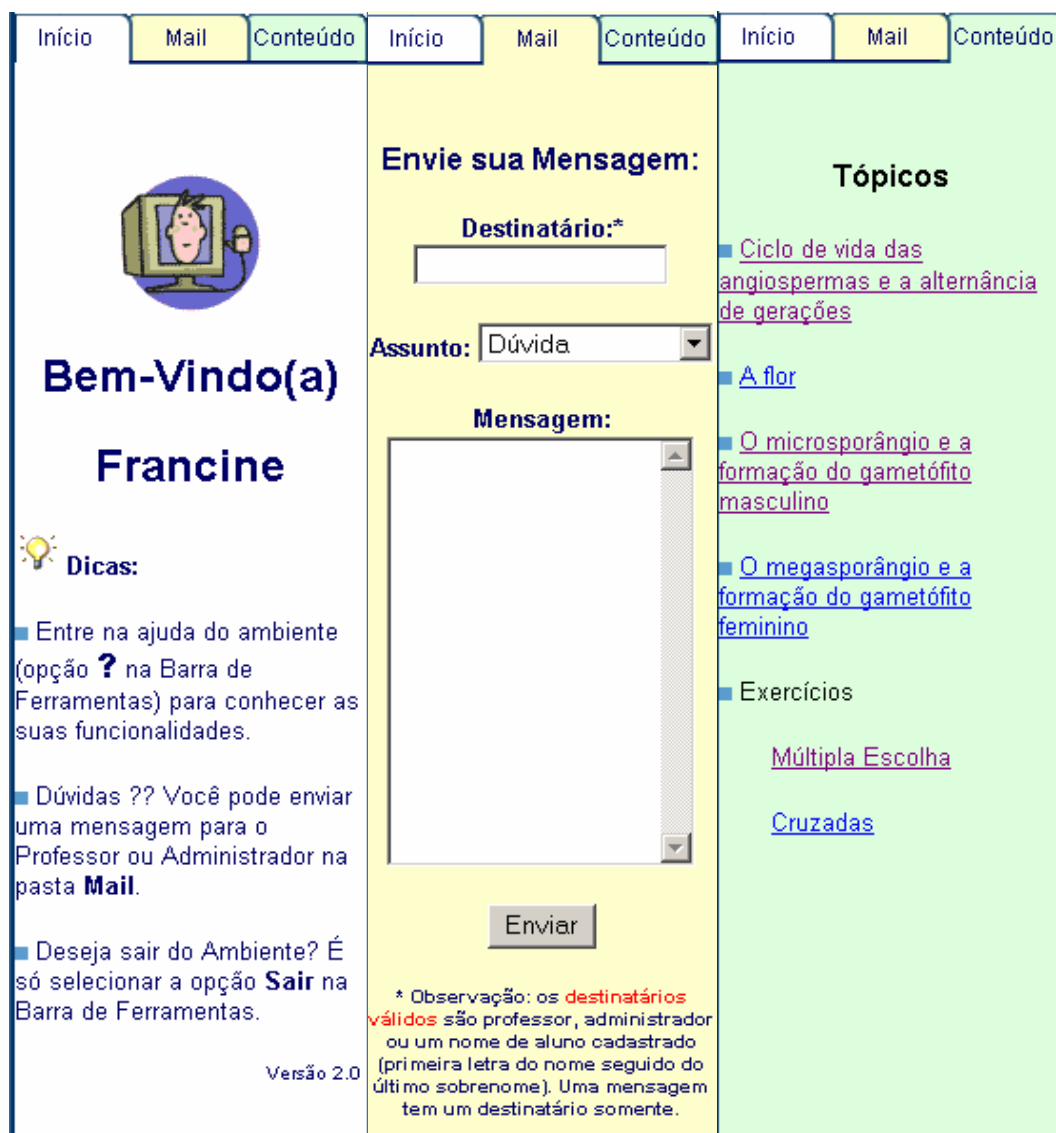 Início Mail Conteúdo
Bem-Vindo(a)
Francine
Dicas:
Entre na ajuda do ambiente
(opção ? na Barra de
Ferramentas) para conhecer as
suas funcionalidades.
Dúvidas ?? Você pode enviar
uma mensagem para o
Professor ou Administrador na
pasta Mail.
Deseja sair do Ambiente? É
só selecionar a opção Sair na
Barra de Ferramentas.
Versão 2.0
Início Mail Conteúdo
Envie sua Mensagem:
Destinatário:*
Assunto: Dúvida
Mensagem:
Enviar
* Observação: os destinatários
válidos são professor, administrador
ou um nome de aluno cadastrado
(primeira letra do nome seguido do
último sobrenome). Uma mensagem
tem um destinatário somente.
Início Mail Conteúdo
Tópicos
Ciclo de vida das
angiospermas e a alternância
de gerações
A flor
O microsporângio e a
formação do gametófito
masculino
O megasporângio e a
formação do gametófito
feminino
Exercícios
Múltipla Escolha
Cruzadas